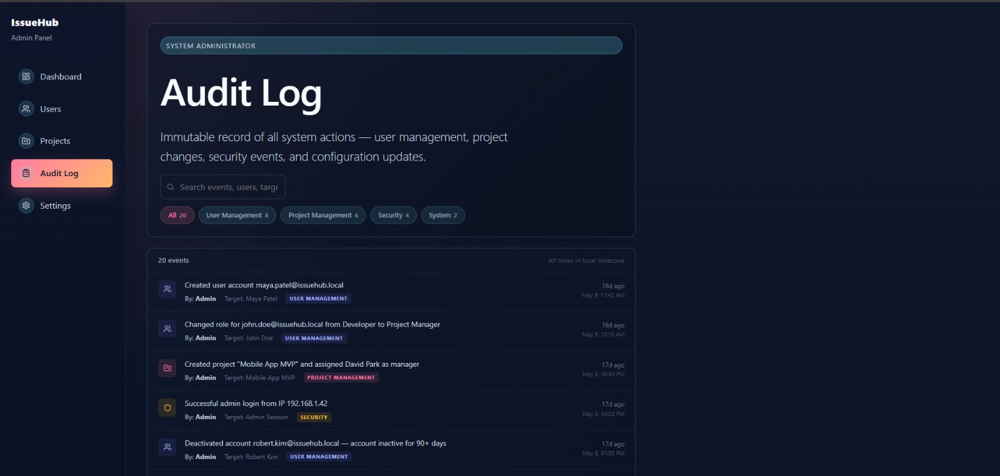 IssueHub
Admin Panel
Dashboard
Users
Projects
Audit Log
Settings
SYSTEM ADMINISTRATOR
Audit Log
Immutable record of all system actions — user management, project
changes, security events, and configuration updates.
Search events, users, targe
All 20
User Management 8
Project Management 6
Security 4
System 2
20 events
All times in local timezone
Created user account maya.patel@issuehub.local
16d ago
By: Admin Target: Maya Patel USER MANAGEMENT
May 9, 11:42 AM
Changed role for john.doe@issuehub.local from Developer to Project Manager
16d ago
By: Admin Target: John Doe USER MANAGEMENT
May 9, 10:15 AM
Created project "Mobile App MVP" and assigned David Park as manager
17d ago
By: Admin Target: Mobile App MVP PROJECT MANAGEMENT
May 8, 06:30 PM
Successful admin login from IP 192.168.1.42
17d ago
By: Admin Target: Admin Session SECURITY
May 8, 04:22 PM
Deactivated account robert.kim@issuehub.local — account inactive for 90+ days
17d ago
By: Admin Target: Robert Kim USER MANAGEMENT
May 8, 01:05 PM